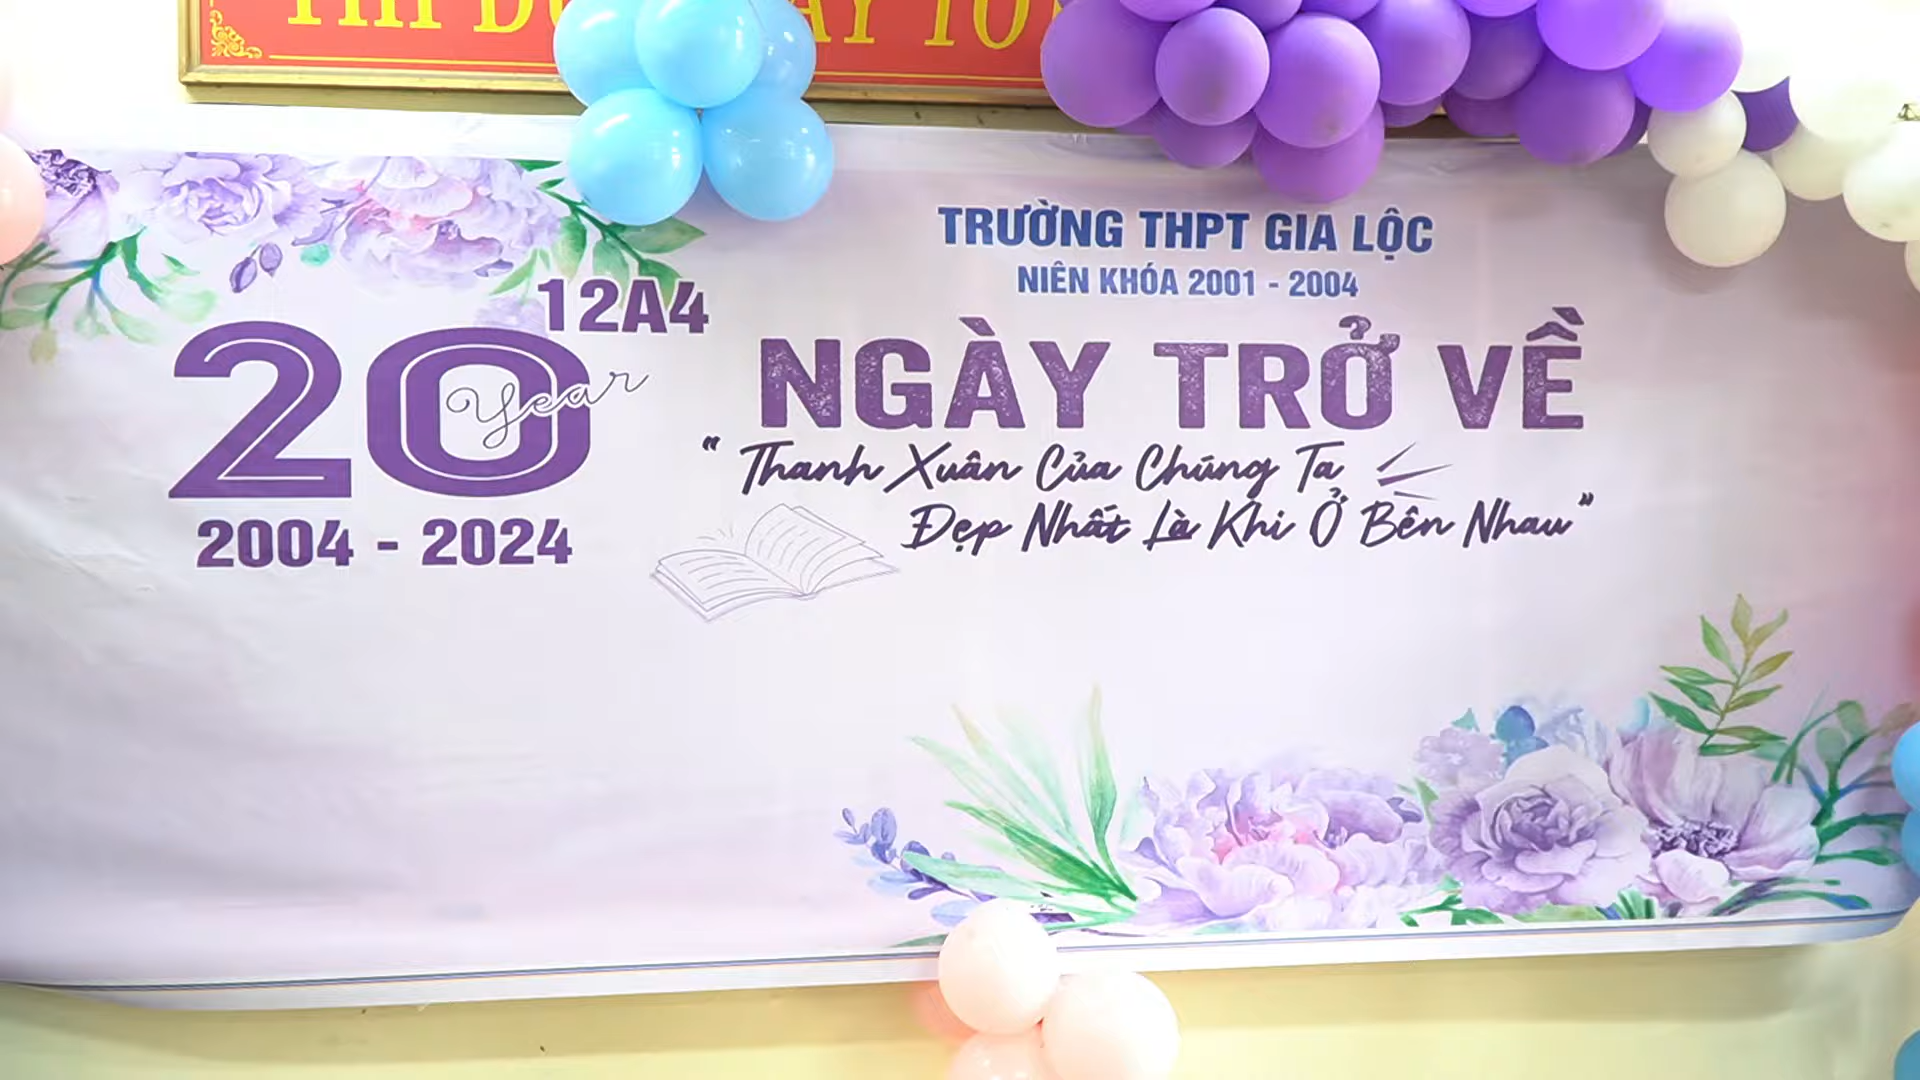 TRƯỜNG THPT GIA LỘC
NIÊN KHÓA 2001 - 2004
12A4
20
Year
2004 - 2024
NGÀY TRỞ VỀ
"Thanh Xuân Của Chúng Ta
Đẹp Nhất Là Khi Ở Bên Nhau"